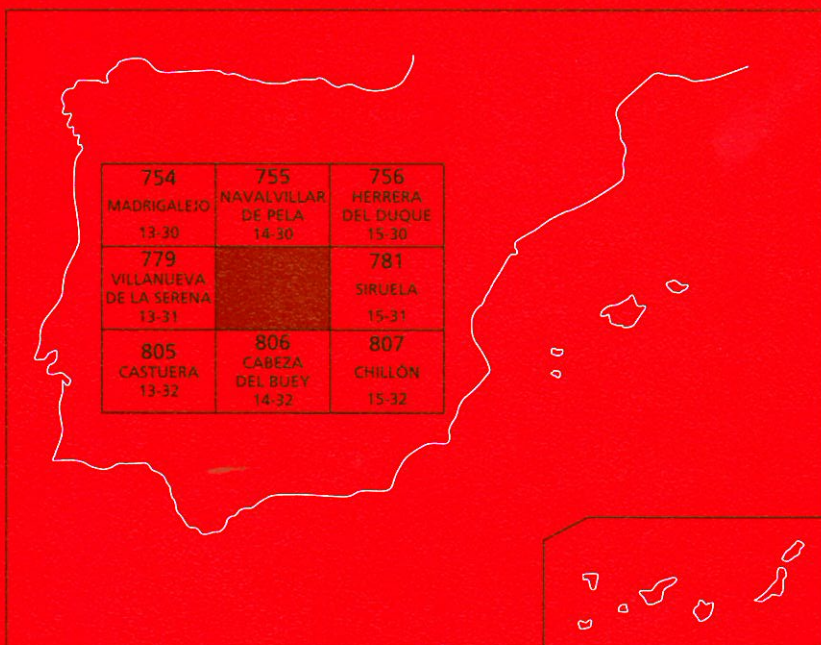 754
MADRIGALEJO
13-30
755
NAVALVILLAR
DE PELA
14-30
756
HERRERA
DEL DUQUE
15-30
779
VILLANUEVA
DE LA SERENA
13-31
781
SIRUELA
15-31
805
CASTUERA
13-32
806
CABEZA
DEL BUEY
14-32
807
CHILLÓN
15-32